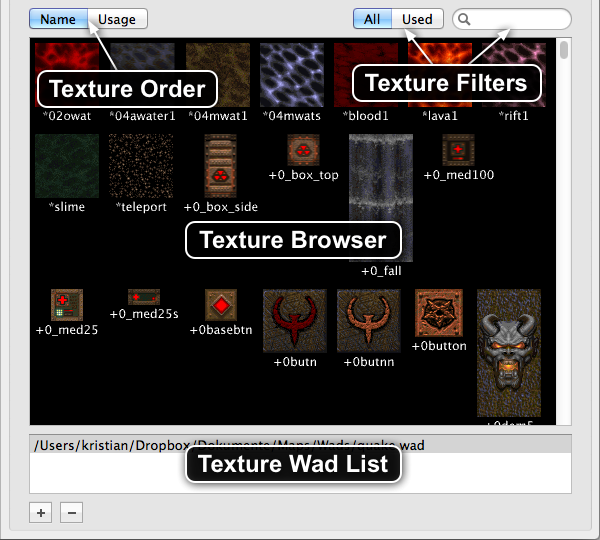 Name Usage All Used
Texture Order Texture Filters
*02owat *04awater1 *04mwat1 *04mwats *blood1 *lava1 *rift1
*slime *teleport +0_box_side +0_box_top +0_fall +0_med100
Texture Browser
+0_med25 +0_med25s +0basebtn +0butn +0butnn +0button
/Users/kristian/Dropbox/Dokumente/Maps/Wads/quake.wad
Texture Wad List
+ −